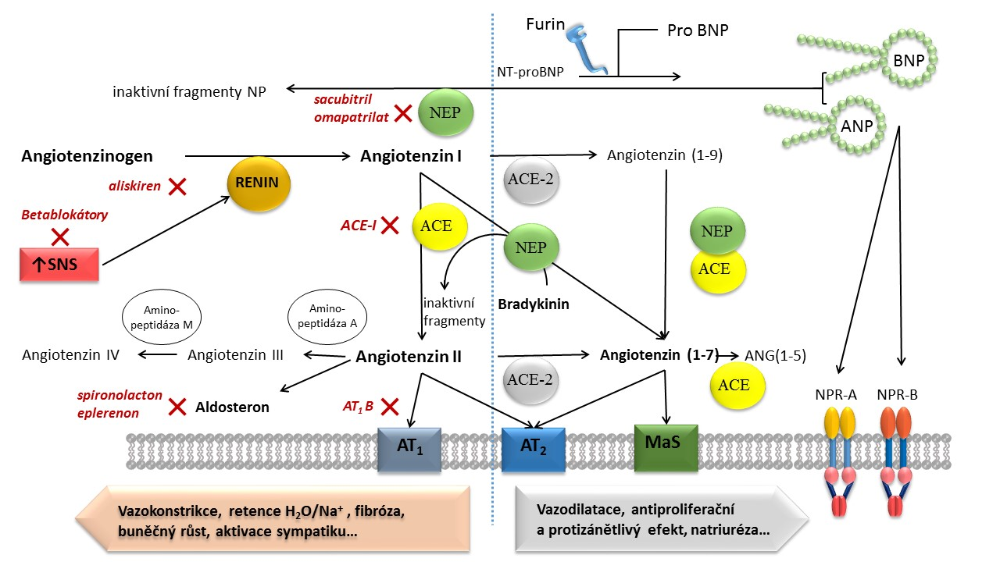 Furin
Pro BNP
NT-proBNP
BNP
ANP
inaktivní fragmenty NP
sacubitril
omapatrilat
NEP
Angiotenzinogen
Angiotenzin I
Angiotenzin (1-9)
RENIN
ACE-2
aliskiren
Betablokátory
↑SNS
ACE-I
ACE
NEP
NEP
ACE
inaktivní
fragmenty
Bradykinin
Amino-
peptidáza M
Amino-
peptidáza A
Angiotenzin IV
Angiotenzin III
Angiotenzin II
Angiotenzin (1-7)
ANG(1-5)
ACE-2
ACE
spironolacton
eplerenon
Aldosteron
AT₁ B
NPR-A
NPR-B
AT₁
AT₂
MaS
Vazokonstrikce, retence H₂O/Na⁺ , fibróza,
buněčný růst, aktivace sympatiku...
Vazodilatace, antiproliferační
a protizánětlivý efekt, natriuréza...